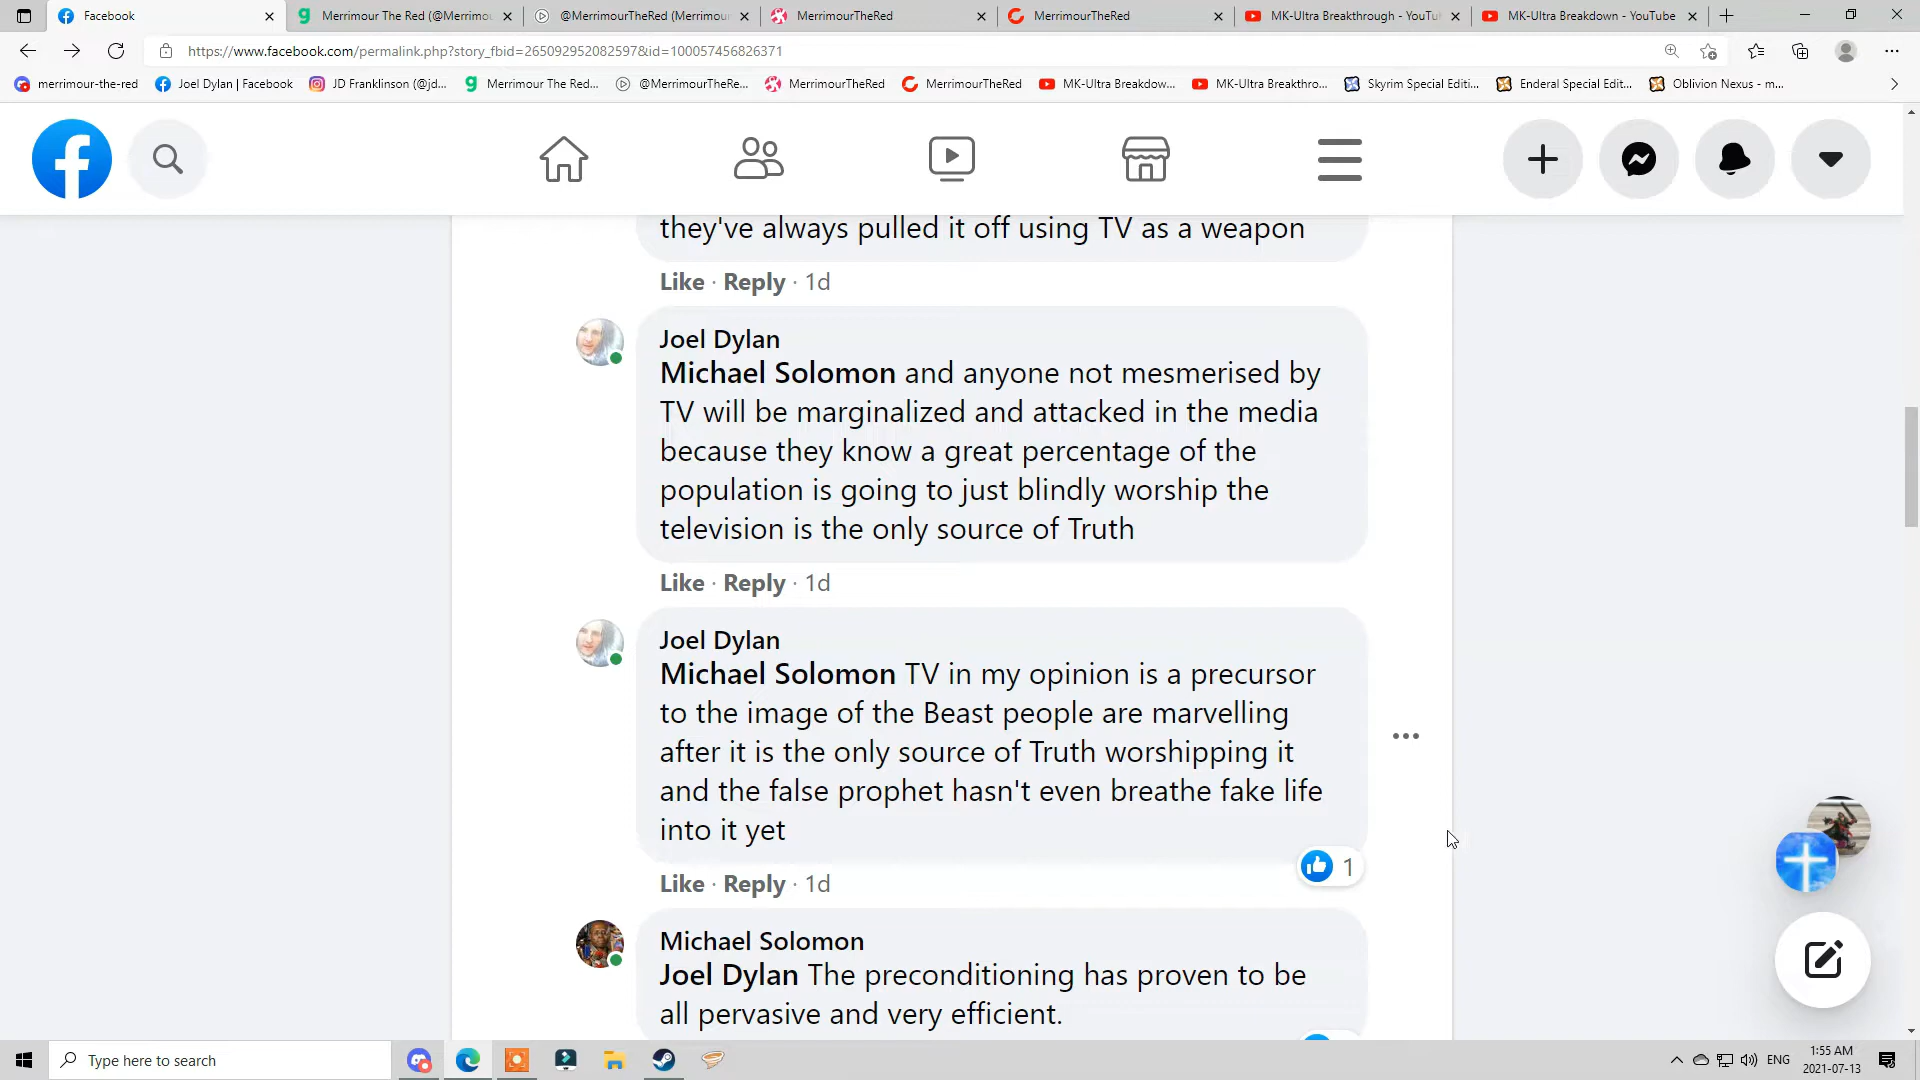 Facebook
Merrimour The Red (@Merrimou
@MerrimourTheRed (Merrimour
MerrimourTheRed
MerrimourTheRed
MK-Ultra Breakthrough - YouTu
MK-Ultra Breakdown - YouTube
https://www.facebook.com/permalink.php?story_fbid=265092952082597&id=100057456826371
merrimour-the-red
Joel Dylan | Facebook
JD Franklinson (@jd...
Merrimour The Red...
@MerrimourTheRe...
MerrimourTheRed
MerrimourTheRed
MK-Ultra Breakdow...
MK-Ultra Breakthro...
Skyrim Special Editi...
Enderal Special Edit...
Oblivion Nexus - m...
they've always pulled it off using TV as a weapon
Like · Reply · 1d
Joel Dylan
Michael Solomon and anyone not mesmerised by
TV will be marginalized and attacked in the media
because they know a great percentage of the
population is going to just blindly worship the
television is the only source of Truth
Like · Reply · 1d
Joel Dylan
Michael Solomon TV in my opinion is a precursor
to the image of the Beast people are marvelling
after it is the only source of Truth worshipping it
and the false prophet hasn't even breathe fake life
into it yet
1
Like · Reply · 1d
Michael Solomon
Joel Dylan The preconditioning has proven to be
all pervasive and very efficient.
Type here to search
ENG
1:55 AM
2021-07-13